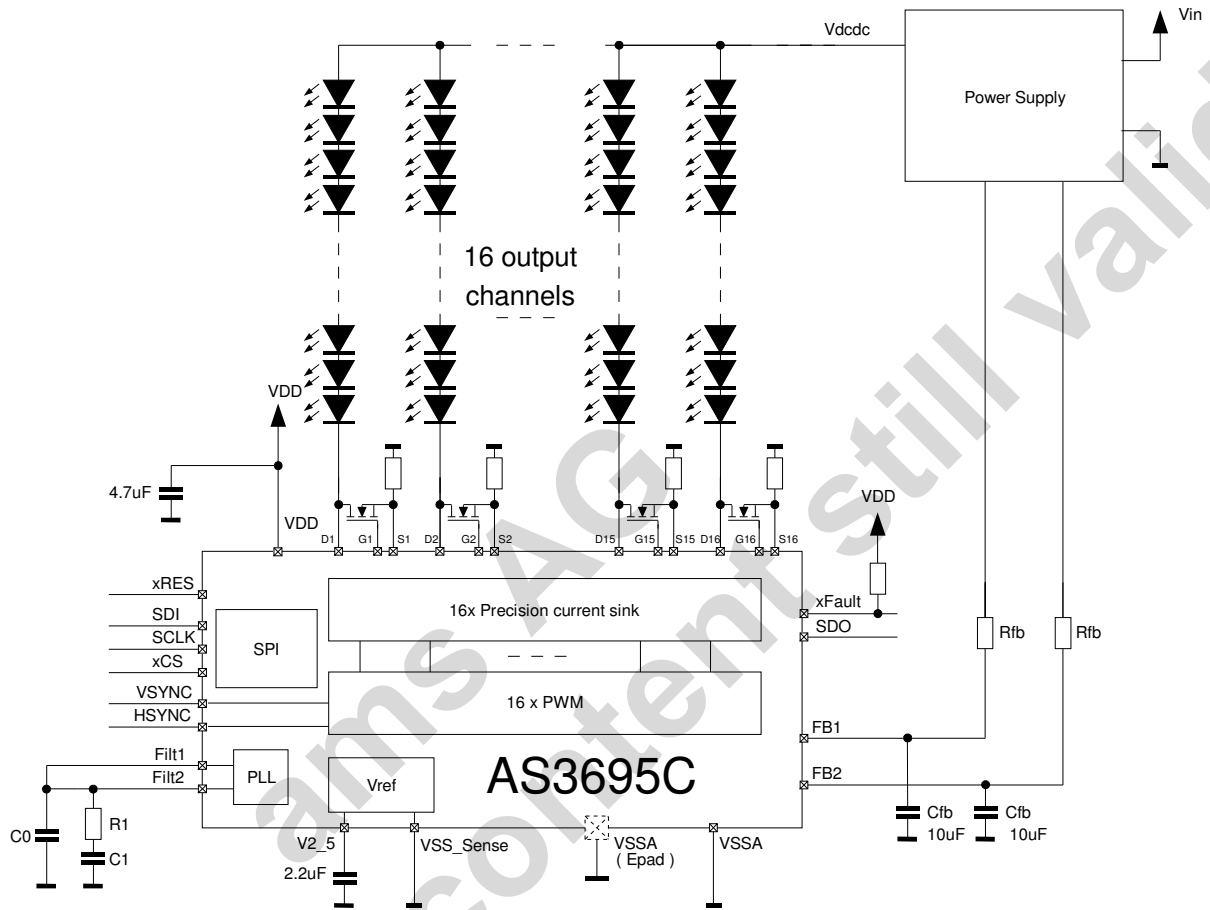 Vdcdc
Vin
Power Supply
16 output
channels
VDD
4.7uF
VDD
D1
G1
S1
D2
G2
S2
D15
G15
S15
D16
G16
S16
VDD
xRES
SDI
SCLK
xCS
VSYNC
HSYNC
SPI
16x Precision current sink
16 x PWM
xFault
SDO
Rfb
Rfb
FB1
FB2
Filt1
Filt2
PLL
Vref
AS3695C
C0
R1
C1
V2_5
VSS_Sense
VSSA
( Epad )
VSSA
2.2uF
Cfb
10uF
Cfb
10uF
ams AG
content still valid